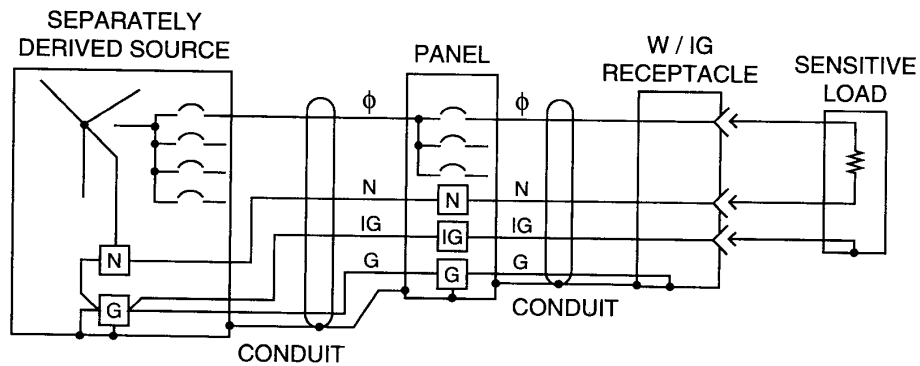 SEPARATELY
DERIVED SOURCE
PANEL
W / IG
RECEPTACLE
SENSITIVE
LOAD
ϕ
ϕ
N
N
N
IG
IG
IG
G
G
G
N
G
CONDUIT
CONDUIT